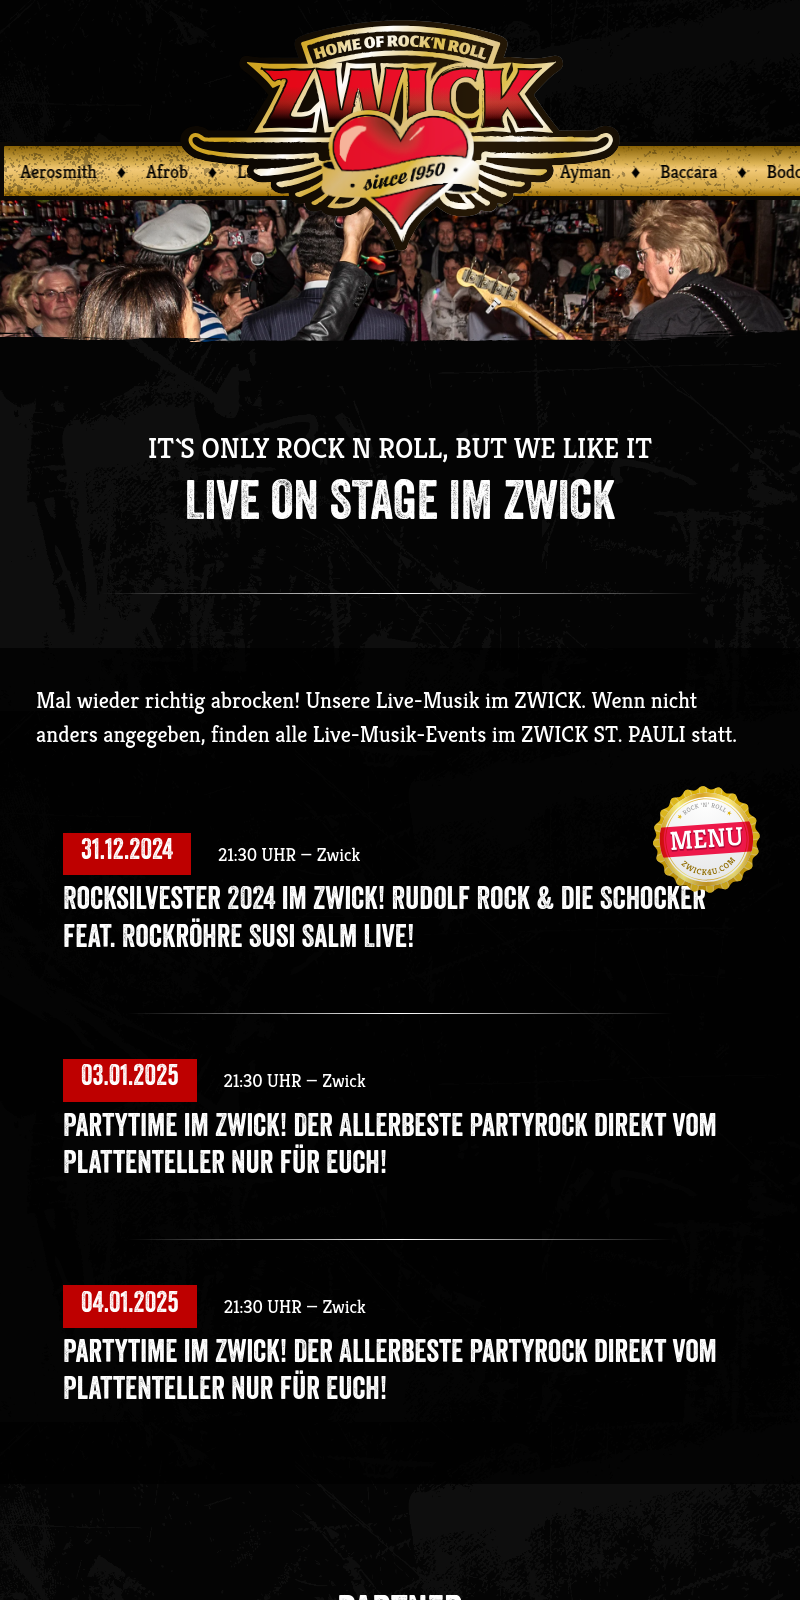 HOME OF ROCK'N ROLL
ZWICK
since 1950
Aerosmith ♦ Afrob ♦ Ayman ♦ Baccara ♦
IT`S ONLY ROCK N ROLL, BUT WE LIKE IT
LIVE ON STAGE IM ZWICK
Mal wieder richtig abrocken! Unsere Live-Musik im ZWICK. Wenn nicht
anders angegeben, finden alle Live-Musik-Events im ZWICK ST. PAULI statt.
ROCK 'N' ROLL
MENU
ZWICK4U.COM
31.12.2024 21:30 UHR – Zwick
ROCKSILVESTER 2024 IM ZWICK! RUDOLF ROCK & DIE SCHOCKER
FEAT. ROCKRÖHRE SUSI SALM LIVE!
03.01.2025 21:30 UHR – Zwick
PARTYTIME IM ZWICK! DER ALLERBESTE PARTYROCK DIREKT VOM
PLATTENTELLER NUR FÜR EUCH!
04.01.2025 21:30 UHR – Zwick
PARTYTIME IM ZWICK! DER ALLERBESTE PARTYROCK DIREKT VOM
PLATTENTELLER NUR FÜR EUCH!
PARTNER